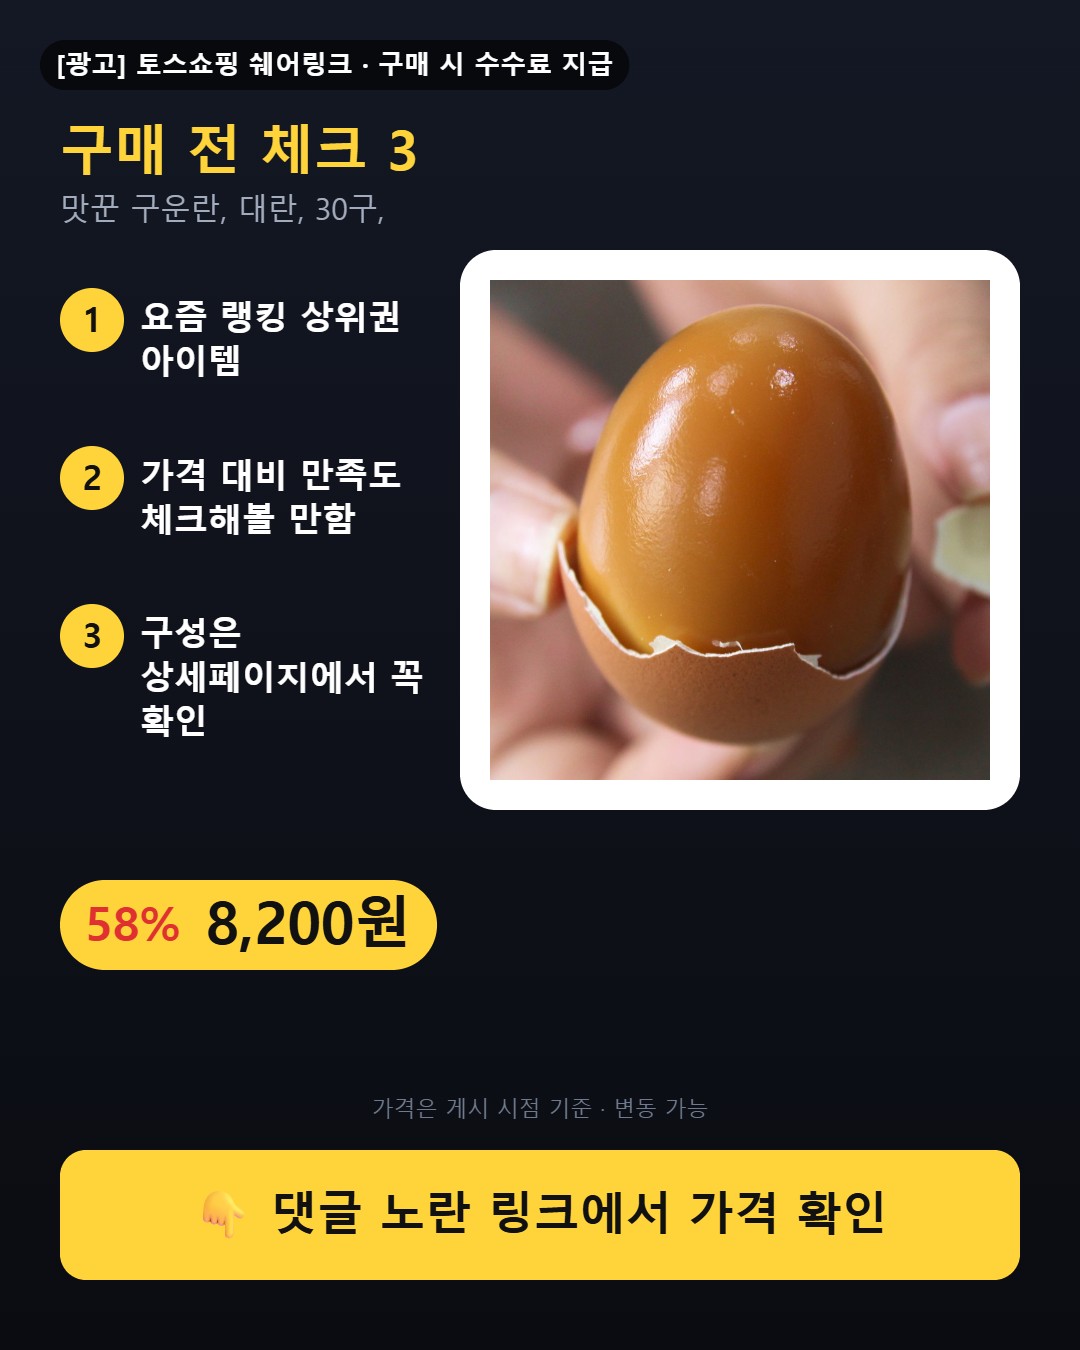 [광고] 토스쇼핑 쉐어링크 · 구매 시 수수료 지급
구매 전 체크 3
맛꾼 구운란, 대란, 30구,
1 요즘 랭킹 상위권
아이템
2 가격 대비 만족도
체크해볼 만함
3 구성은
상세페이지에서 꼭
확인
58% 8,200원
가격은 게시 시점 기준 · 변동 가능
👇 댓글 노란 링크에서 가격 확인